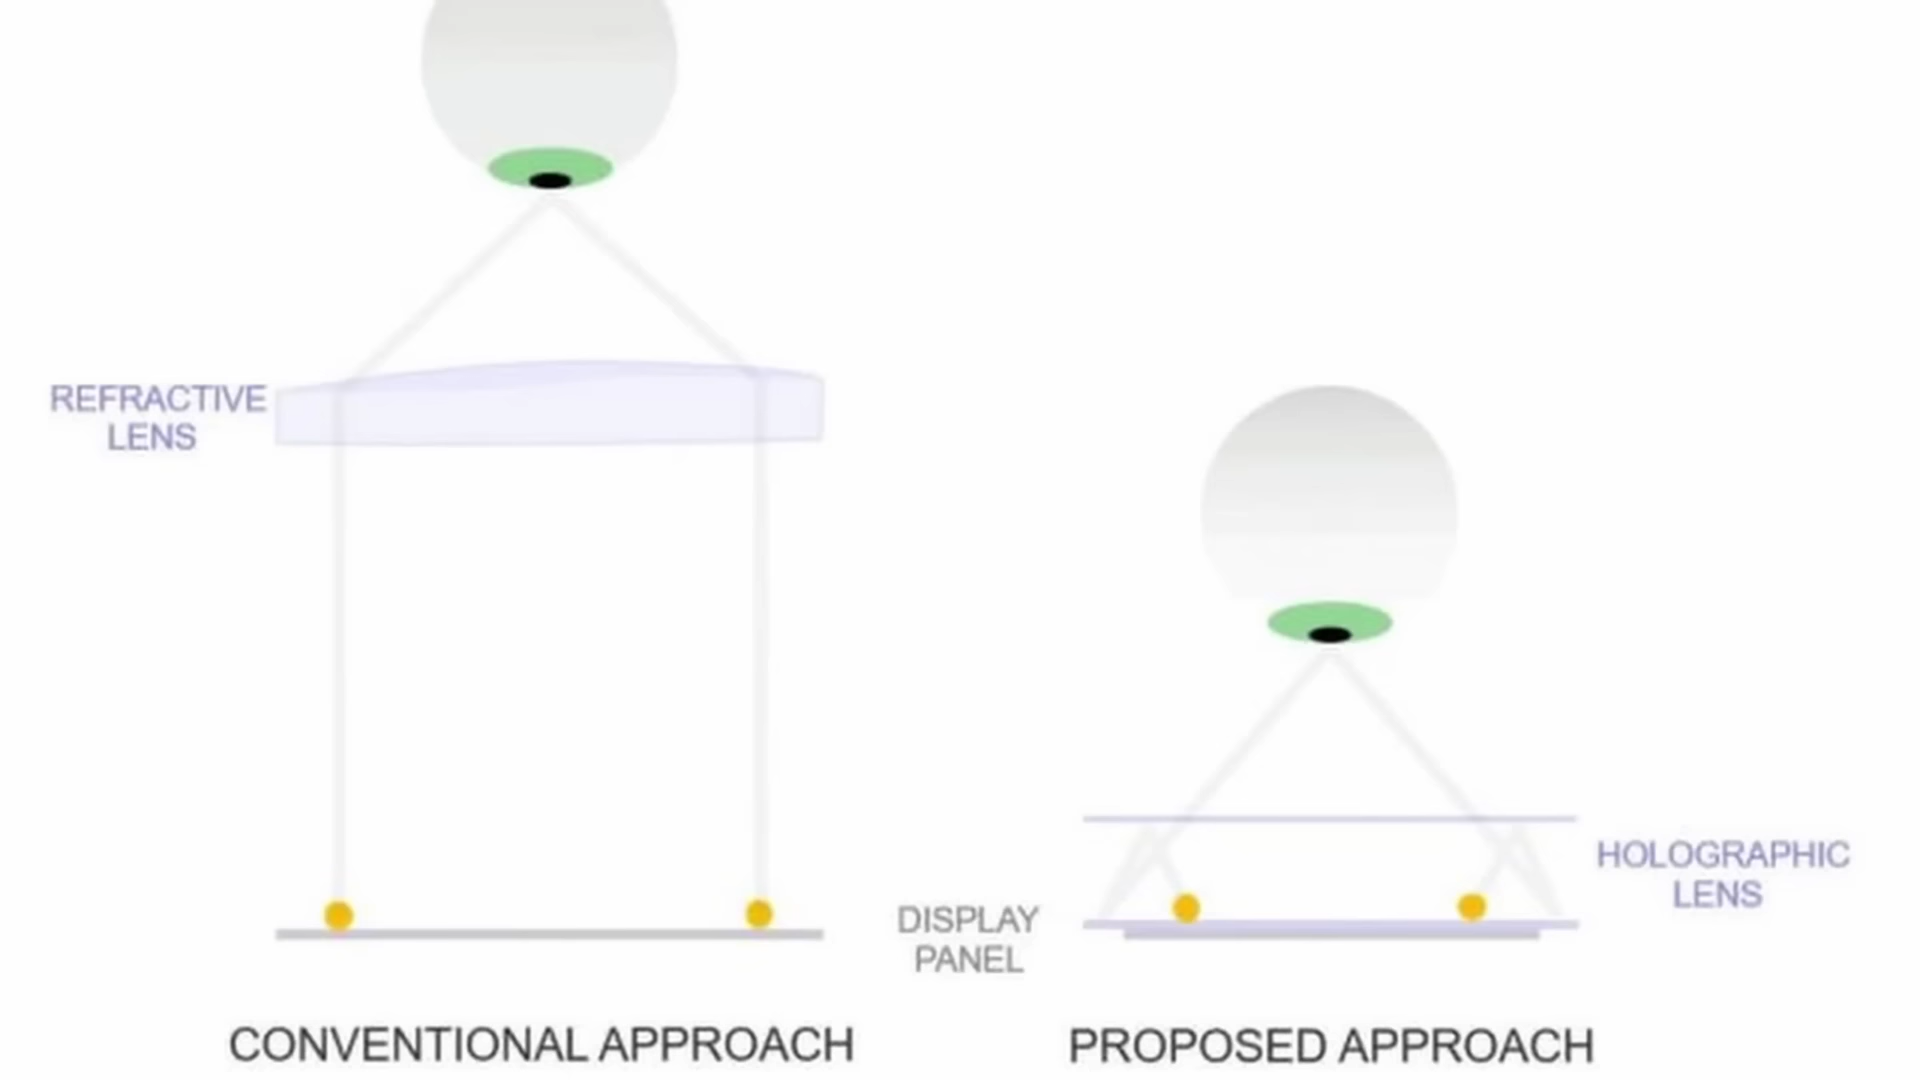 REFRACTIVE
LENS
HOLOGRAPHIC
LENS
DISPLAY
PANEL
CONVENTIONAL APPROACH
PROPOSED APPROACH